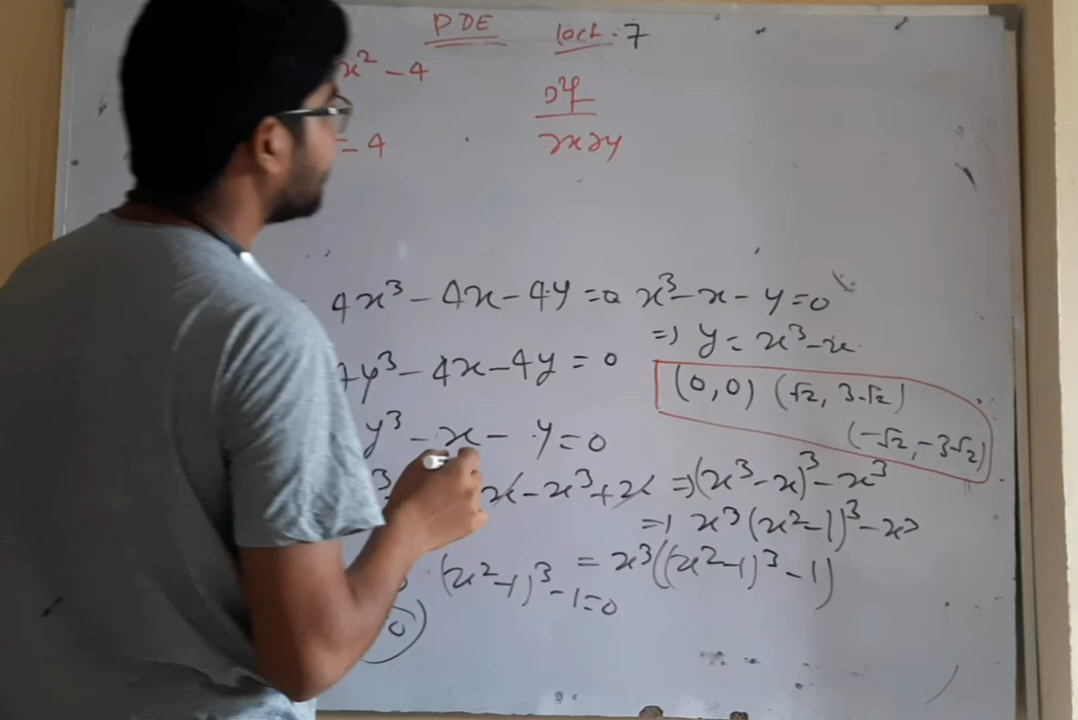 PDE lect. 7
x² - 4
= 4
∂²f
∂x∂y
4x³ - 4x - 4y = 0 x³ - x - y = 0
⇒ y = x³ - x
y³ - 4x - 4y = 0
(0,0) (√2, 3√2)
(-√2, -3√2)
y³ - x - y = 0
x - x³ + x ⇒ (x³ - x)³ - x³
⇒ x³(x² - 1)³ - x³
(x² - 1)³ - 1 = 0 = x³((x² - 1)³ - 1)
0